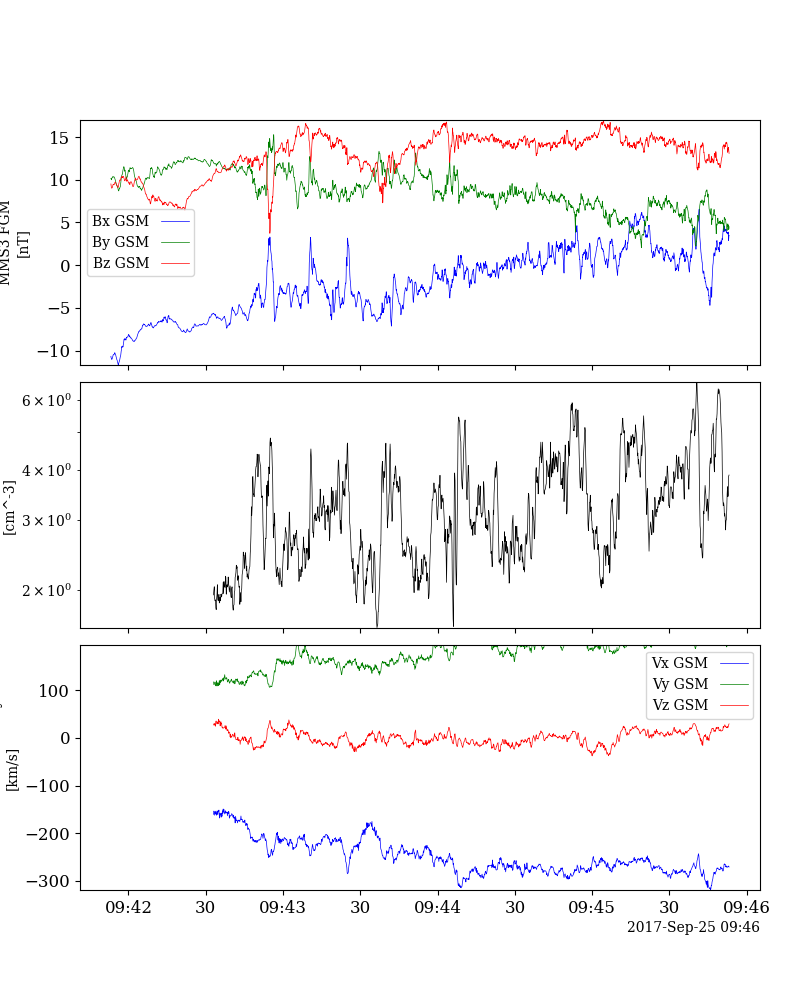 15
10
5
0
−5
−10
MMS3 FGM
[nT]
Bx GSM
By GSM
Bz GSM
6 × 10⁰
4 × 10⁰
3 × 10⁰
2 × 10⁰
[cm^-3]
100
0
−100
−200
−300
[km/s]
Vx GSM
Vy GSM
Vz GSM
09:42 30 09:43 30 09:44 30 09:45 30 09:46
2017-Sep-25 09:46